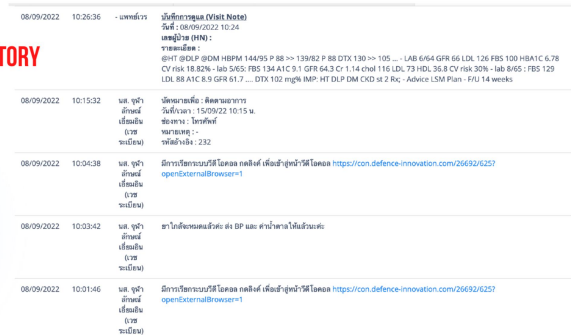 TORY
08/09/2022 10:26:36 - แพทย์เวร บันทึกการดูแล (Visit Note)
วันที่ : 08/09/2022 10:24
เลขผู้ป่วย (HN) :
รายละเอียด :
@HT @DLP @DM HBPM 144/95 P 88 >> 139/82 P 88 DTX 130 >> 105 ... - LAB 6/64 GFR 66 LDL 126 FBS 100 HBA1C 6.78
CV risk 18.82% - lab 5/65: FBS 134 A1C 9.1 GFR 64.3 Cr 1.14 chol 116 LDL 73 HDL 36.8 CV risk 30% - lab 8/65 : FBS 129
LDL 88 A1C 8.9 GFR 61.7 .... DTX 102 mg% IMP: HT DLP DM CKD st 2 Rx; - Advice LSM Plan - F/U 14 weeks
08/09/2022 10:15:32 นส. จุฬา นัดหมายเพื่อ : ติดตามอาการ
ลักษณ์ วัน/เวลา : 15/09/22 10:15 น.
เยี่ยมยิน ช่องทาง : โทรศัพท์
(เวช หมายเหตุ : -
ระเบียน) รหัสอ้างอิง : 232
08/09/2022 10:04:38 นส. จุฬา มีการเรียกระบบวีดีโอคอล กดลิงค์ เพื่อเข้าสู่หน้าวีดีโอคอล https://con.defence-innovation.com/26692/625?
ลักษณ์ openExternalBrowser=1
เยี่ยมยิน
(เวช
ระเบียน)
08/09/2022 10:03:42 นส. จุฬา ยาใกล้จะหมดแล้วค่ะ ส่ง BP และ ค่าน้ำตาลให้แล้วนะค่ะ
ลักษณ์
เยี่ยมยิน
(เวช
ระเบียน)
08/09/2022 10:01:46 นส. จุฬา มีการเรียกระบบวีดีโอคอล กดลิงค์ เพื่อเข้าสู่หน้าวีดีโอคอล https://con.defence-innovation.com/26692/625?
ลักษณ์ openExternalBrowser=1
เยี่ยมยิน
(เวช
ระเบียน)